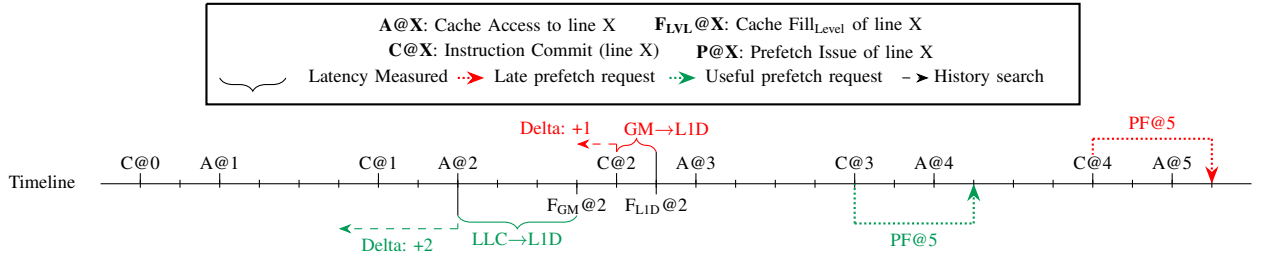 A@X: Cache Access to line X F_LVL@X: Cache Fill_Level of line X
C@X: Instruction Commit (line X) P@X: Prefetch Issue of line X
Latency Measured Late prefetch request Useful prefetch request History search
Delta: +1 GM→L1D PF@5
C@0 A@1 C@1 A@2 C@2 A@3 C@3 A@4 C@4 A@5
Timeline
F_GM@2 F_L1D@2
Delta: +2 LLC→L1D PF@5